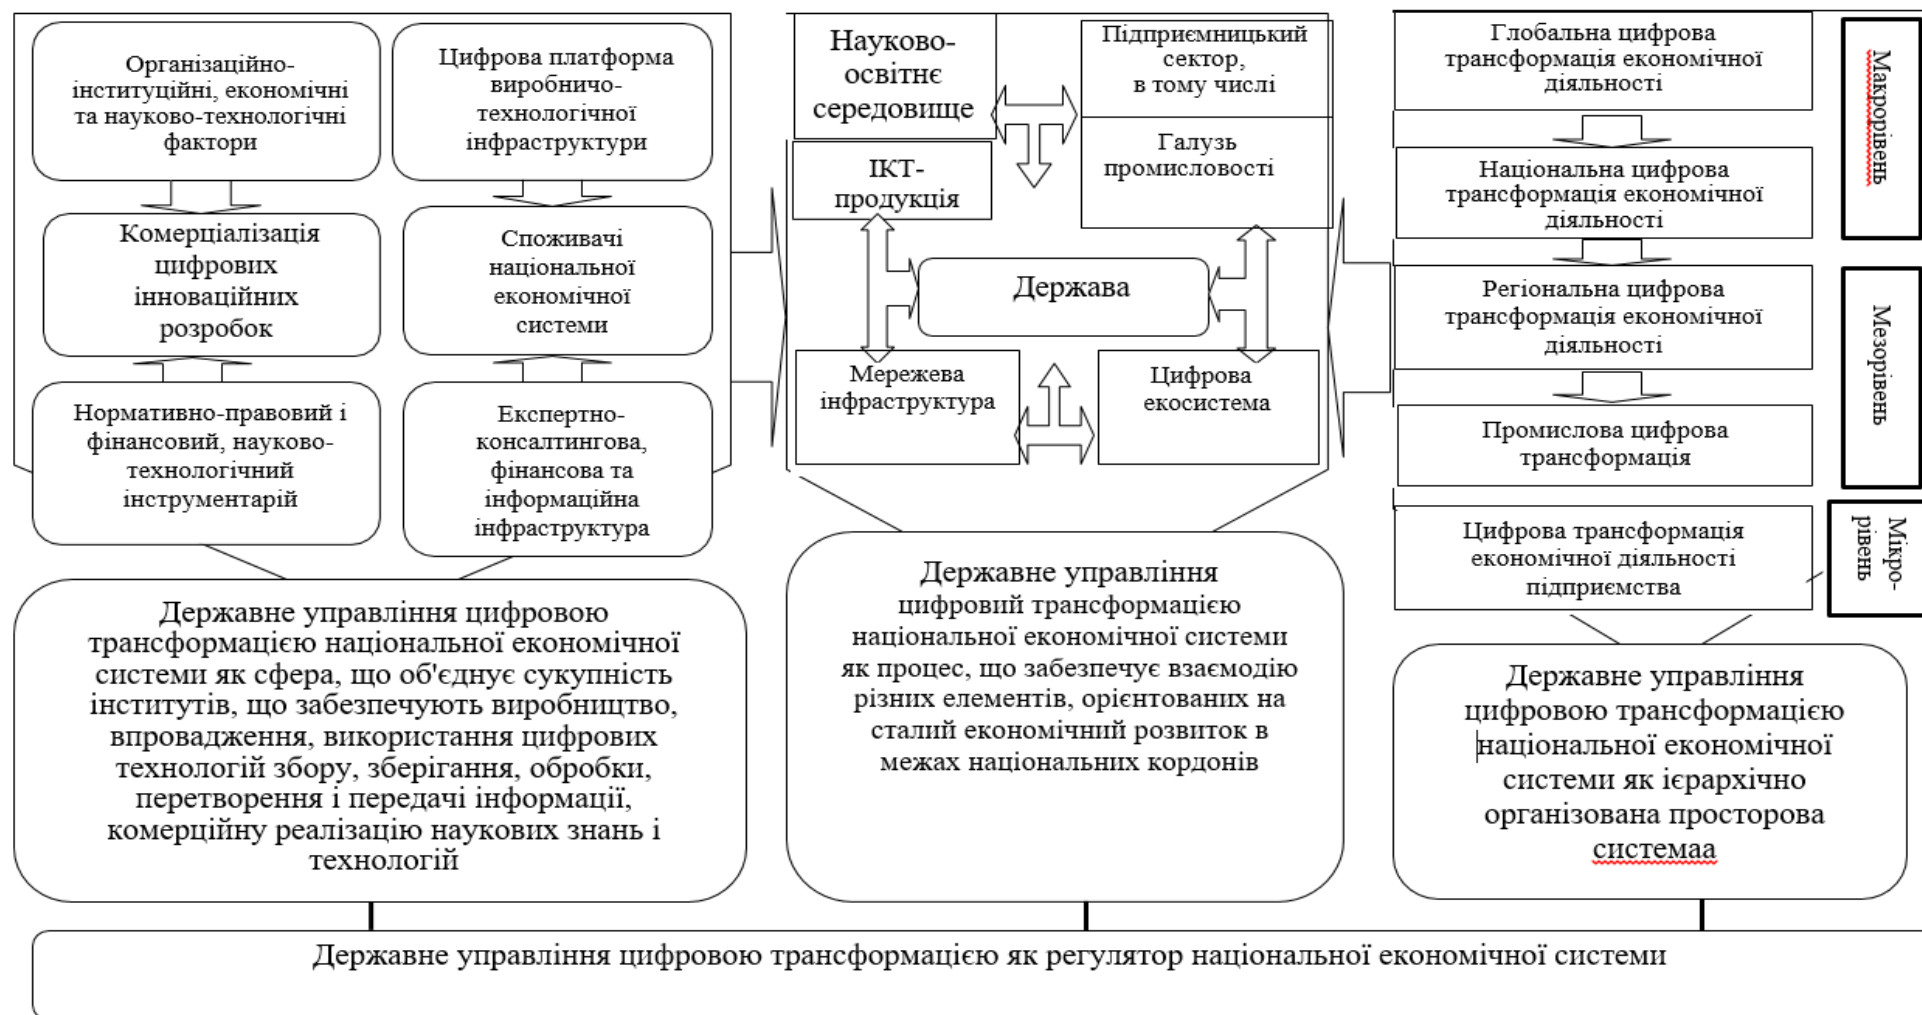 Організаційно-
інституційні, економічні
та науково-технологічні
фактори
Цифрова платформа
виробничо-
технологічної
інфраструктури
Комерціалізація
цифрових
інноваційних
розробок
Споживачі
національної
економічної
системи
Нормативно-правовий і
фінансовий, науково-
технологічний
інструментарій
Експертно-
консалтингова,
фінансова та
інформаційна
інфраструктура
Державне управління цифровою
трансформацією національної економічної
системи як сфера, що об'єднує сукупність
інститутів, що забезпечують виробництво,
впровадження, використання цифрових
технологій збору, зберігання, обробки,
перетворення і передачі інформації,
комерційну реалізацію наукових знань і
технологій
Науково-
освітнє
середовище
Підприємницький
сектор,
в тому числі
Галузь
промисловості
ІКТ-
продукція
Держава
Мережева
інфраструктура
Цифрова
екосистема
Державне управління
цифровий трансформацією
національної економічної системи
як процес, що забезпечує взаємодію
різних елементів, орієнтованих на
сталий економічний розвиток в
межах національних кордонів
Глобальна цифрова
трансформація економічної
діяльності
Національна цифрова
трансформація економічної
діяльності
Регіональна цифрова
трансформація економічної
діяльності
Промислова цифрова
трансформація
Цифрова трансформація
економічної діяльності
підприємства
Макрорівень
Мезорівень
Мікро-
рівень
Державне управління
цифровою трансформацією
національної економічної
системи як ієрархічно
організована просторова
системаа
Державне управління цифровою трансформацією як регулятор національної економічної системи